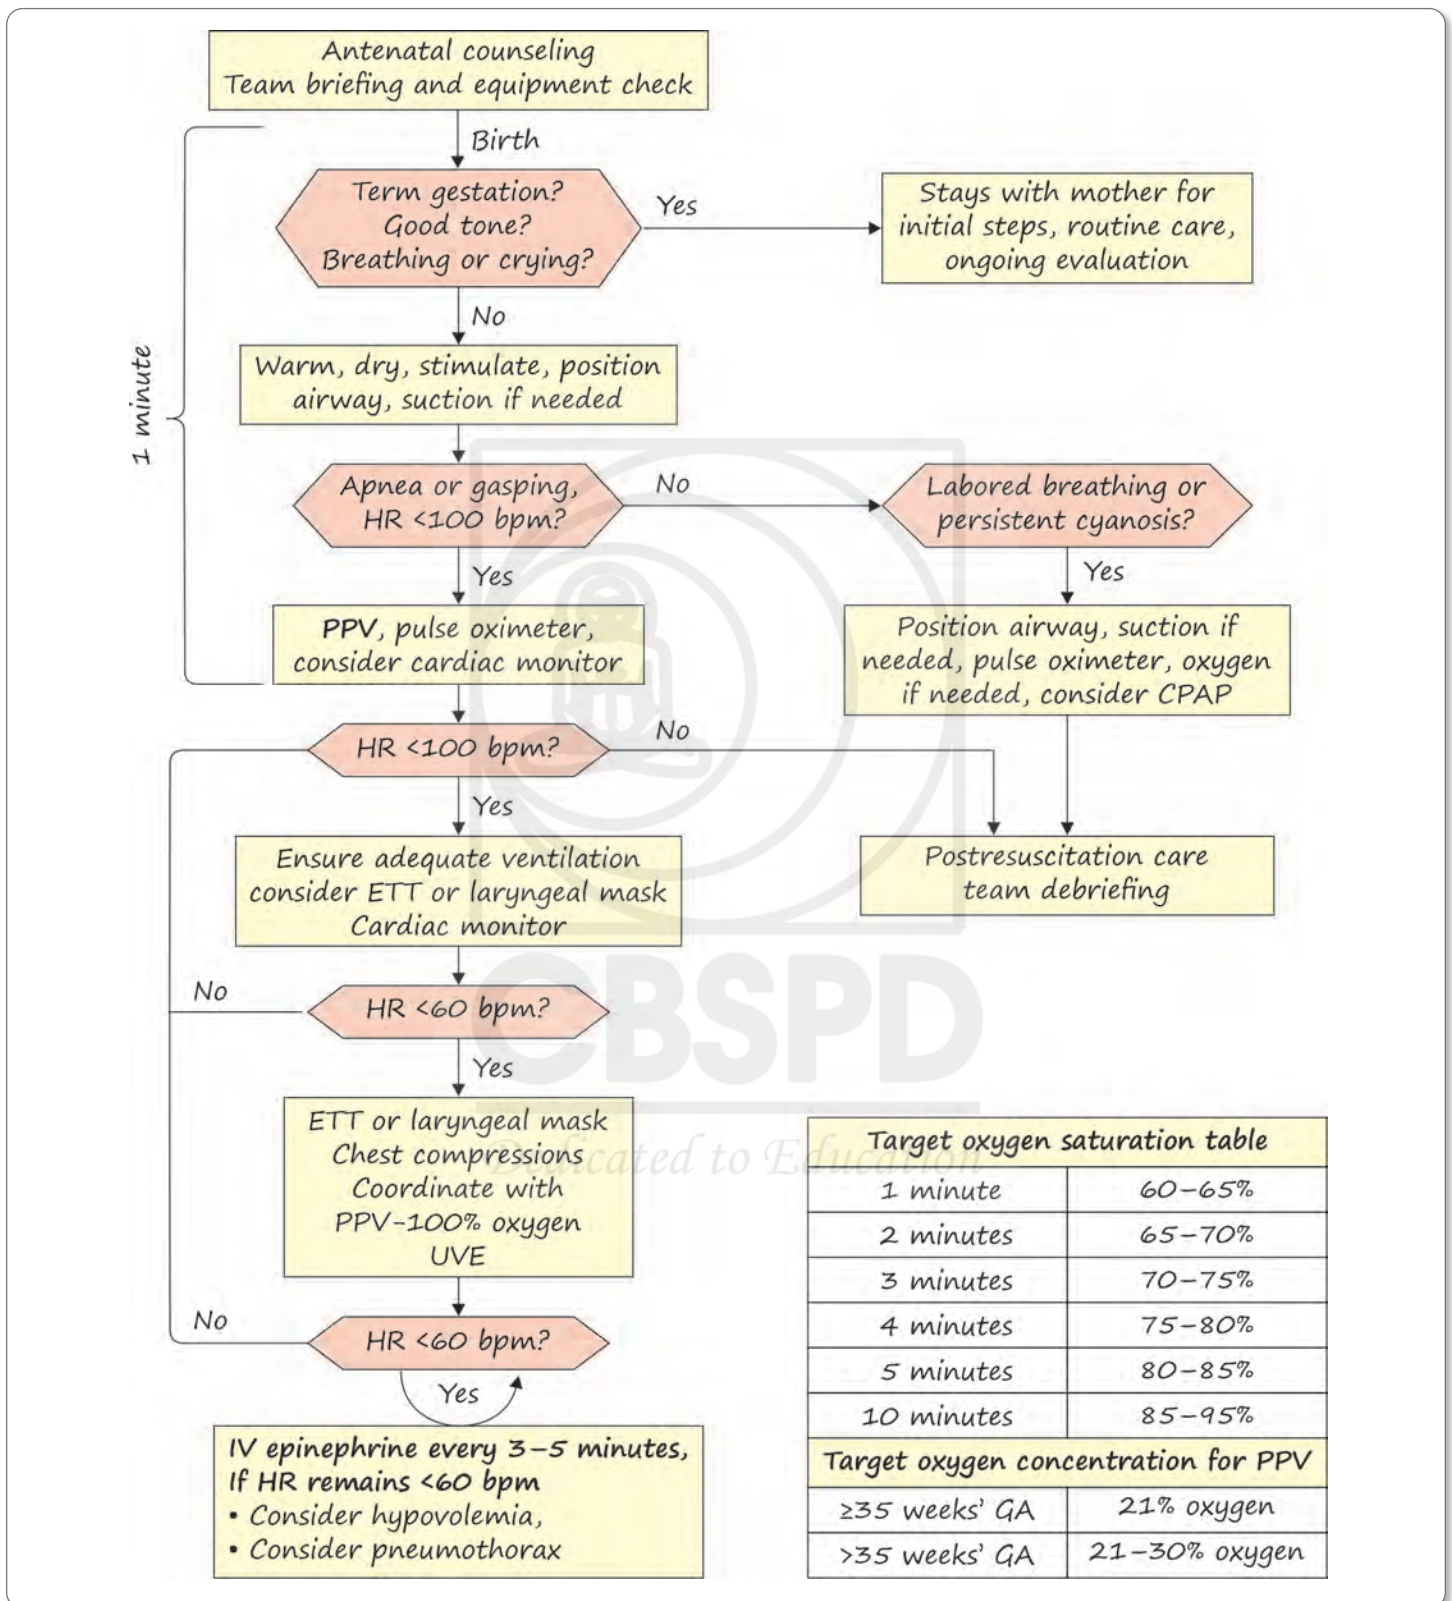 Antenatal counseling
Team briefing and equipment check
Birth
1 minute
Term gestation?
Good tone?
Breathing or crying?
Yes
Stays with mother for
initial steps, routine care,
ongoing evaluation
No
Warm, dry, stimulate, position
airway, suction if needed
Apnea or gasping,
HR <100 bpm?
No
Labored breathing or
persistent cyanosis?
Yes
Yes
PPV, pulse oximeter,
consider cardiac monitor
Position airway, suction if
needed, pulse oximeter, oxygen
if needed, consider CPAP
HR <100 bpm?
No
Yes
Ensure adequate ventilation
consider ETT or laryngeal mask
Cardiac monitor
Postresuscitation care
team debriefing
No
HR <60 bpm?
Yes
ETT or laryngeal mask
Chest compressions
Coordinate with
PPV-100% oxygen
UVE
No
HR <60 bpm?
Yes
IV epinephrine every 3–5 minutes,
If HR remains <60 bpm
• Consider hypovolemia,
• Consider pneumothorax
Target oxygen saturation table
1 minute 60–65%
2 minutes 65–70%
3 minutes 70–75%
4 minutes 75–80%
5 minutes 80–85%
10 minutes 85–95%
Target oxygen concentration for PPV
≥35 weeks' GA 21% oxygen
>35 weeks' GA 21–30% oxygen
CBSPD
Dedicated to Education